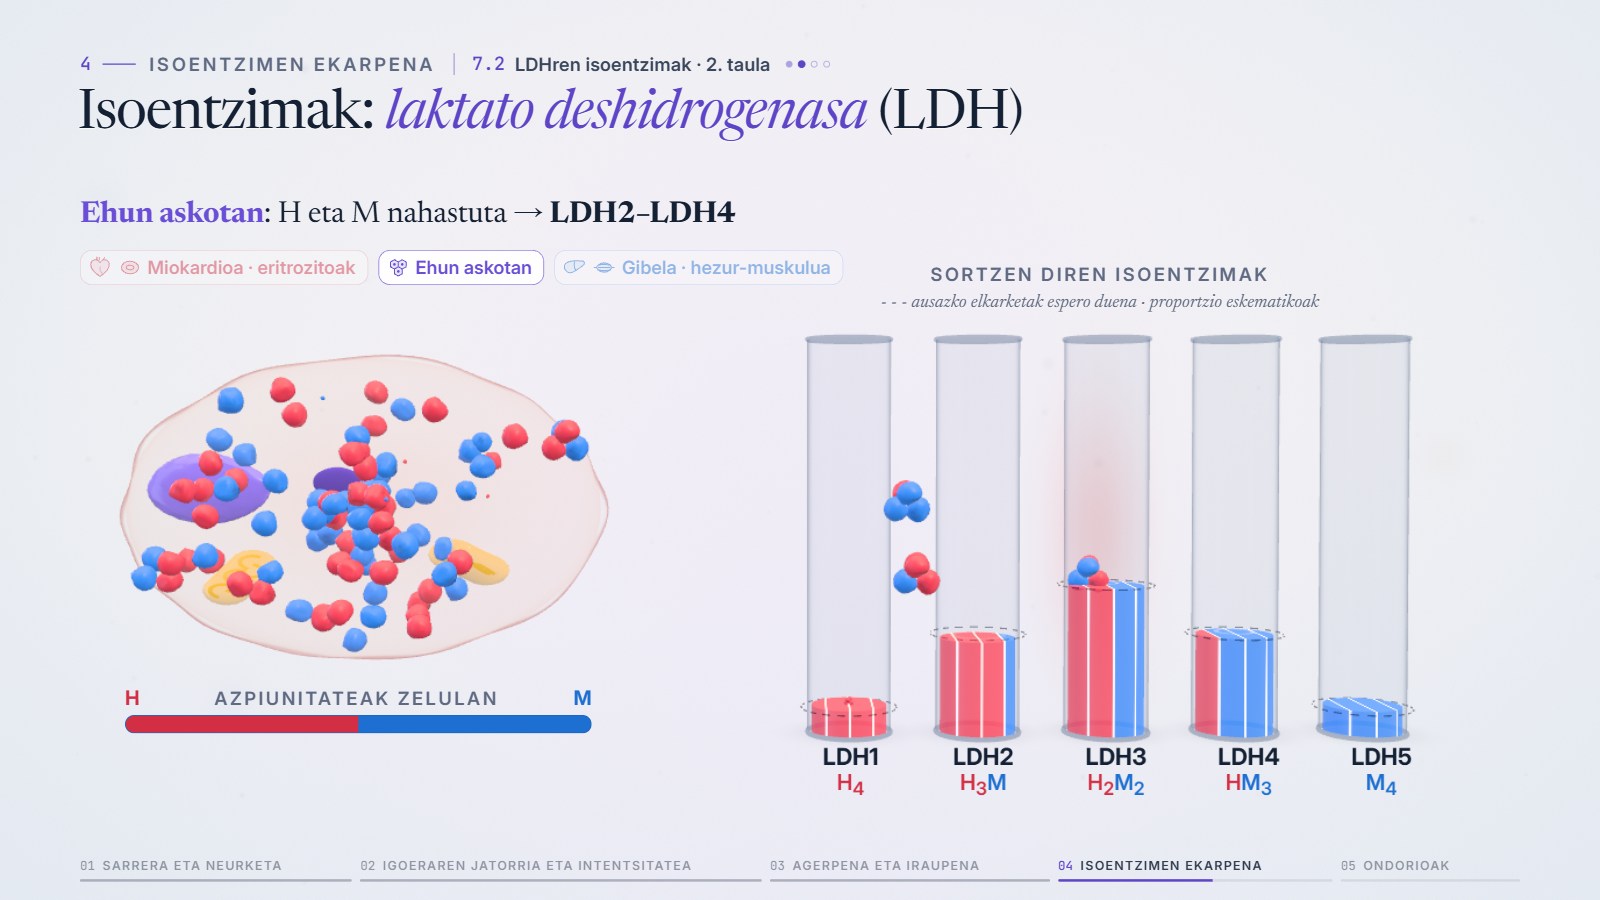 4 — ISOENTZIMEN EKARPENA | 7.2 LDHren isoentzimak · 2. taula
Isoentzimak: laktato deshidrogenasa (LDH)
Ehun askotan: H eta M nahastuta → LDH2–LDH4
Miokardioa · eritrozitoak
Ehun askotan
Gibela · hezur-muskulua
SORTZEN DIREN ISOENTZIMAK
- - - ausazko elkarketak espero duena · proportzio eskematikoak
H AZPIUNITATEAK ZELULAN M
LDH1 LDH2 LDH3 LDH4 LDH5
H4 H3M H2M2 HM3 M4
01 SARRERA ETA NEURKETA 02 IGOERAREN JATORRIA ETA INTENTSITATEA 03 AGERPENA ETA IRAUPENA 04 ISOENTZIMEN EKARPENA 05 ONDORIOAK